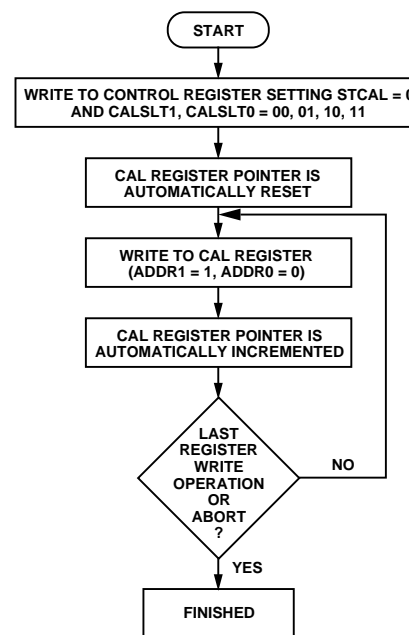 START
WRITE TO CONTROL REGISTER SETTING STCAL = 0
AND CALSLT1, CALSLT0 = 00, 01, 10, 11
CAL REGISTER POINTER IS
AUTOMATICALLY RESET
WRITE TO CAL REGISTER
(ADDR1 = 1, ADDR0 = 0)
CAL REGISTER POINTER IS
AUTOMATICALLY INCREMENTED
LAST
REGISTER
WRITE
OPERATION
OR
ABORT
?
NO
YES
FINISHED